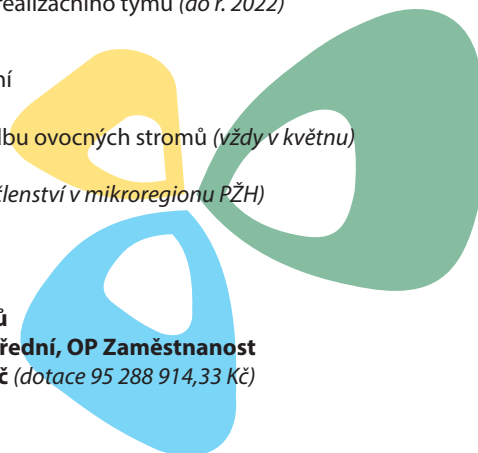 realizačního týmu (do r. 2022)
ní
bu ovocných stromů (vždy v květnu)
členství v mikroregionu PŽH)
ů
řední, OP Zaměstnanost
č (dotace 95 288 914,33 Kč)